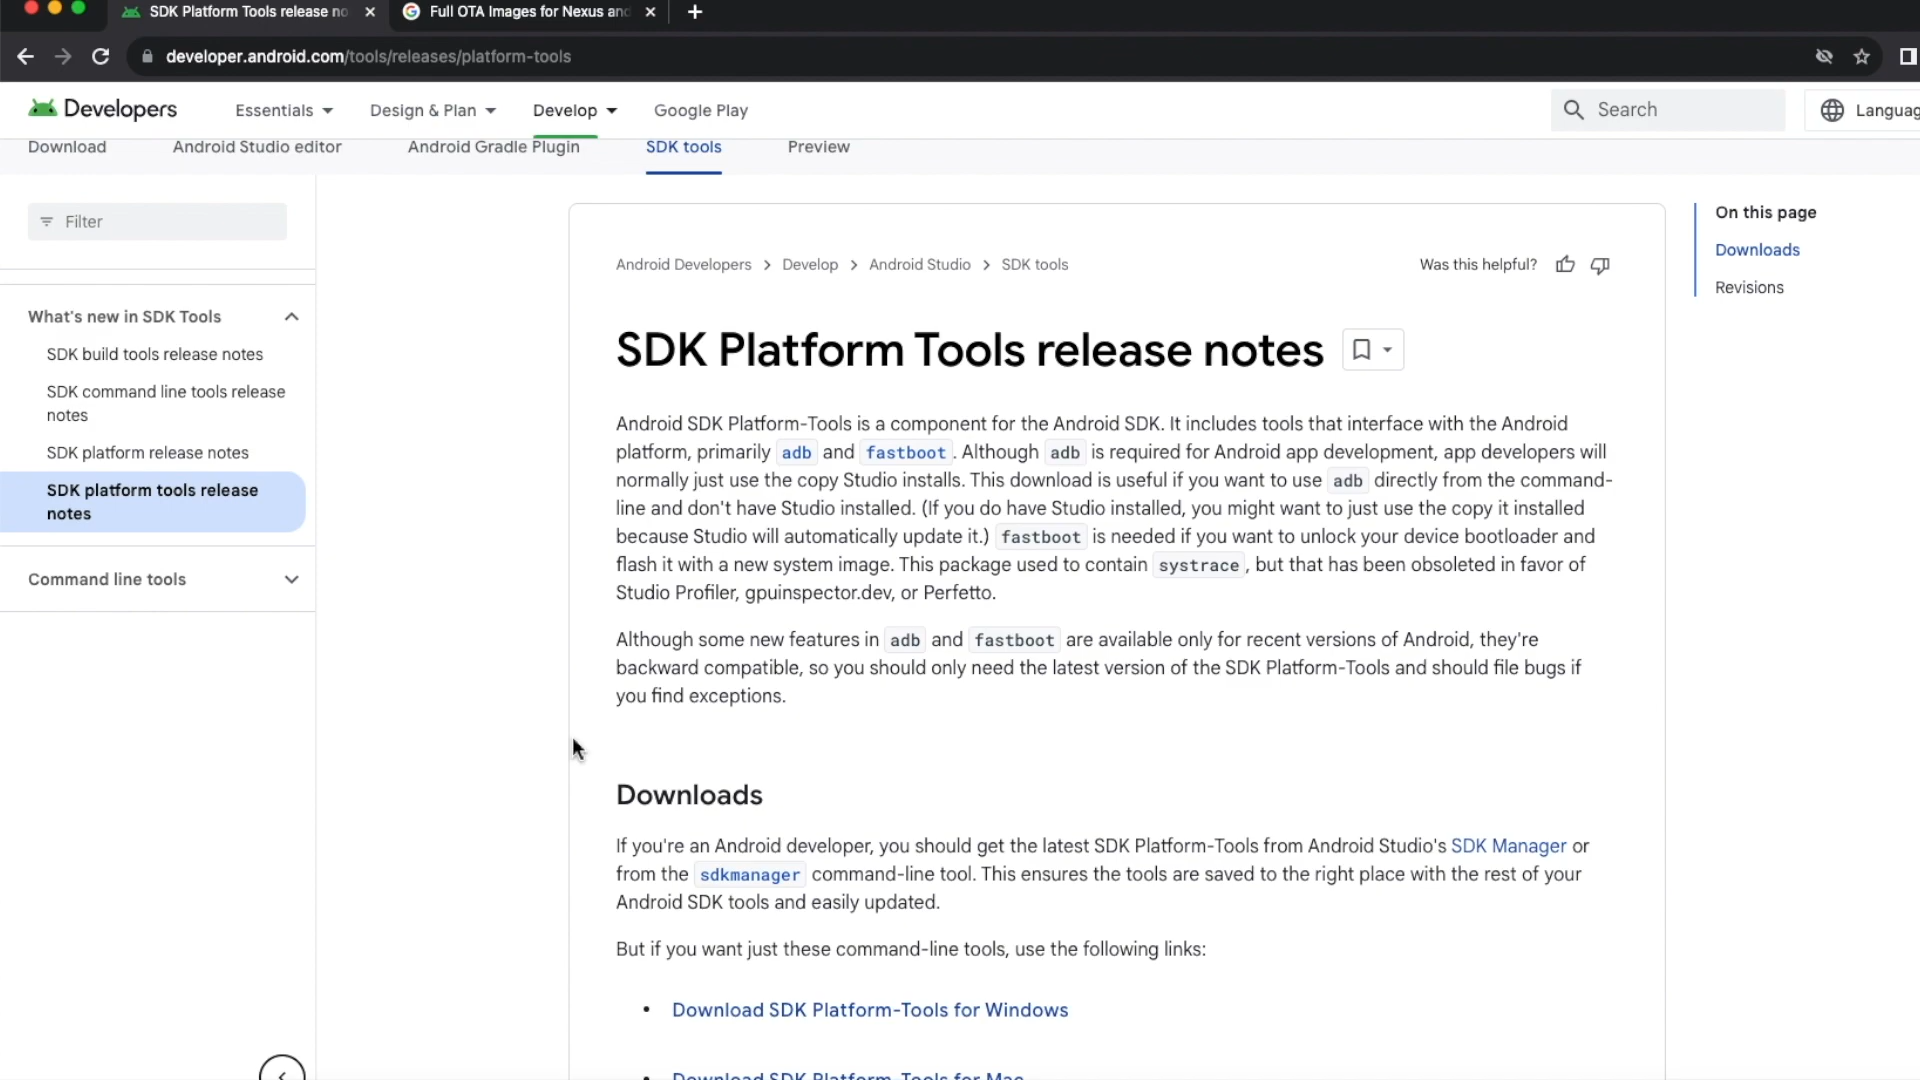 SDK Platform Tools release no
Full OTA Images for Nexus and
developer.android.com/tools/releases/platform-tools
Developers
Essentials
Design & Plan
Develop
Google Play
Search
Languag
Download
Android Studio editor
Android Gradle Plugin
SDK tools
Preview
Filter
What's new in SDK Tools
SDK build tools release notes
SDK command line tools release
notes
SDK platform release notes
SDK platform tools release
notes
Command line tools
Android Developers > Develop > Android Studio > SDK tools
Was this helpful?
SDK Platform Tools release notes
Android SDK Platform-Tools is a component for the Android SDK. It includes tools that interface with the Android
platform, primarily adb and fastboot. Although adb is required for Android app development, app developers will
normally just use the copy Studio installs. This download is useful if you want to use adb directly from the command-
line and don't have Studio installed. (If you do have Studio installed, you might want to just use the copy it installed
because Studio will automatically update it.) fastboot is needed if you want to unlock your device bootloader and
flash it with a new system image. This package used to contain systrace, but that has been obsoleted in favor of
Studio Profiler, gpuinspector.dev, or Perfetto.
Although some new features in adb and fastboot are available only for recent versions of Android, they're
backward compatible, so you should only need the latest version of the SDK Platform-Tools and should file bugs if
you find exceptions.
Downloads
If you're an Android developer, you should get the latest SDK Platform-Tools from Android Studio's SDK Manager or
from the sdkmanager command-line tool. This ensures the tools are saved to the right place with the rest of your
Android SDK tools and easily updated.
But if you want just these command-line tools, use the following links:
• Download SDK Platform-Tools for Windows
• Download SDK Platform-Tools for Mac
On this page
Downloads
Revisions